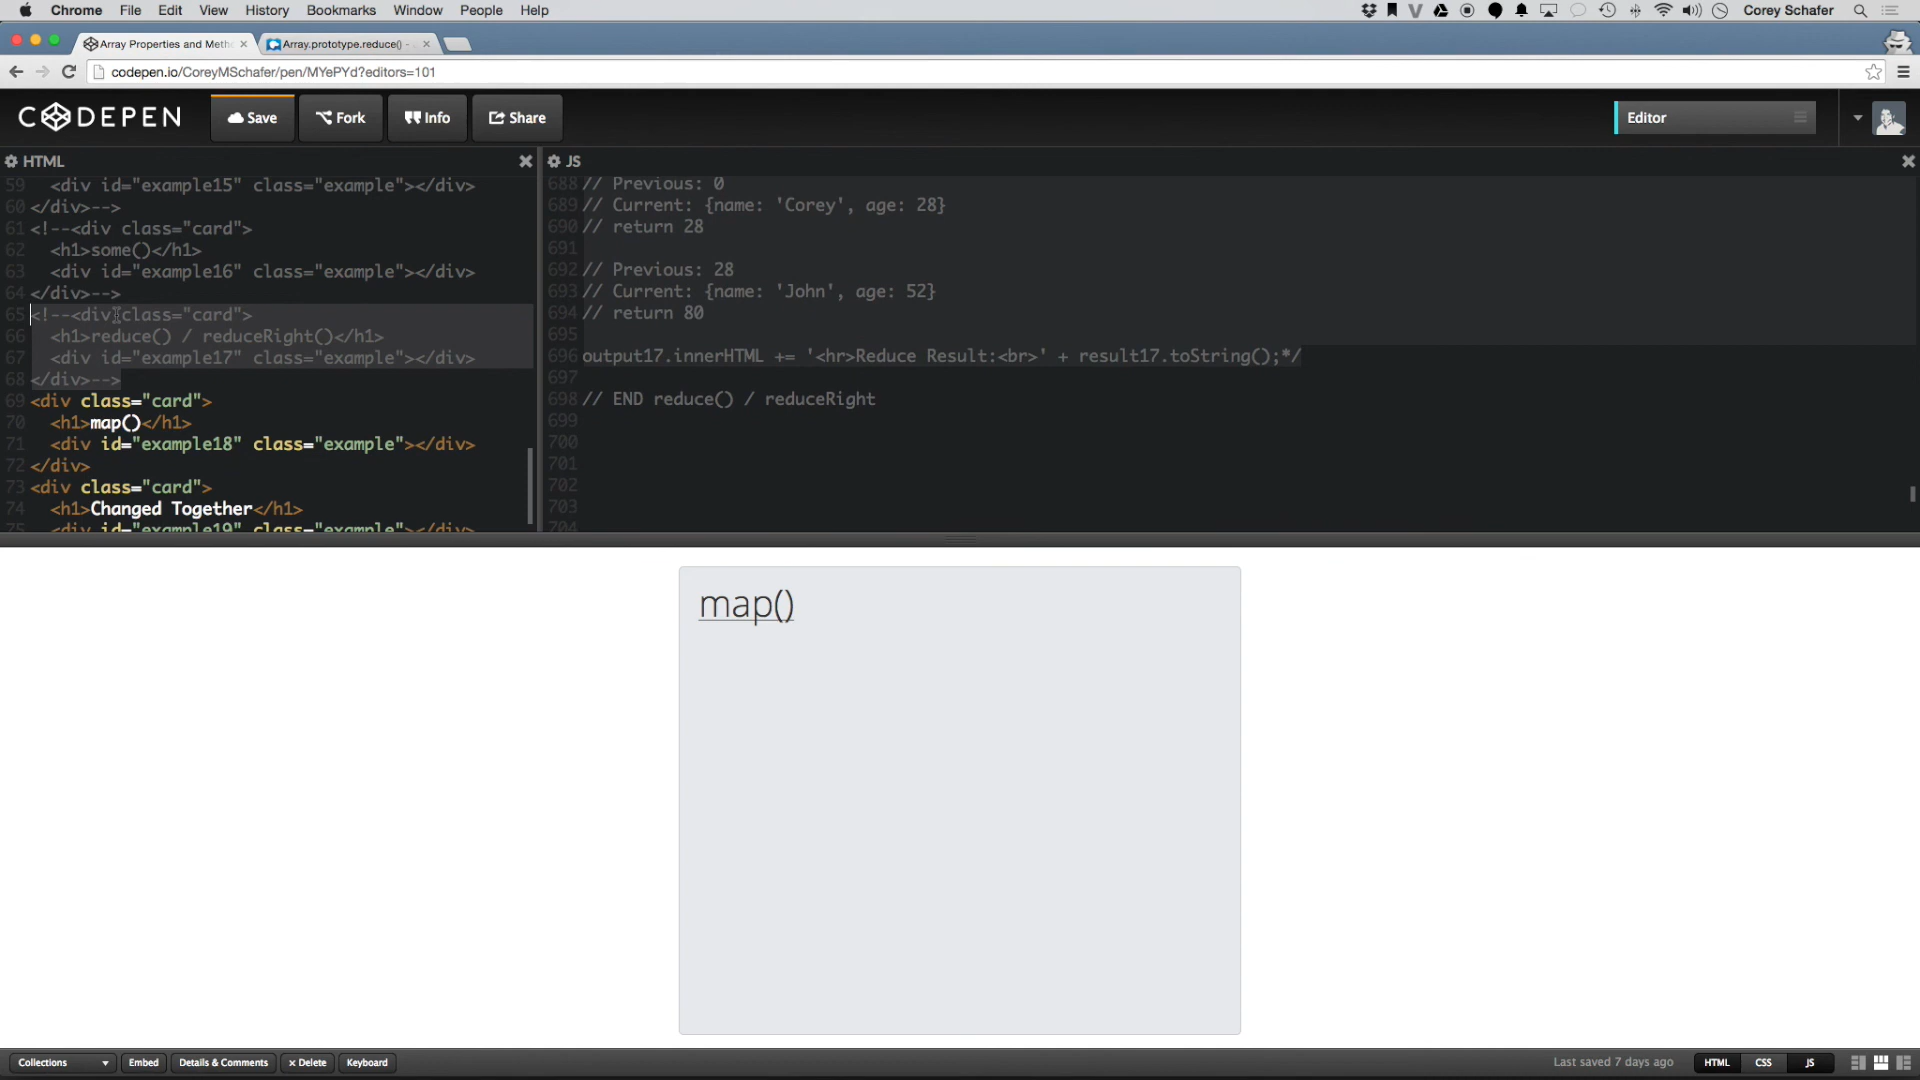 Chrome File Edit View History Bookmarks Window People Help Corey Schafer
Array Properties and Meth Array.prototype.reduce() -
codepen.io/CoreyMSchafer/pen/MYePYd?editors=101
CODEPEN Save Fork Info Share Editor
HTML
59 <div id="example15" class="example"></div>
60 </div>-->
61 <!--<div class="card">
62 <h1>some()</h1>
63 <div id="example16" class="example"></div>
64 </div>-->
65 <!--<div class="card">
66 <h1>reduce() / reduceRight()</h1>
67 <div id="example17" class="example"></div>
68 </div>-->
69 <div class="card">
70 <h1>map()</h1>
71 <div id="example18" class="example"></div>
72 </div>
73 <div class="card">
74 <h1>Changed Together</h1>
75 <div id="example19" class="example"></div>
JS
688 // Previous: 0
689 // Current: {name: 'Corey', age: 28}
690 // return 28
691
692 // Previous: 28
693 // Current: {name: 'John', age: 52}
694 // return 80
695
696 output17.innerHTML += '<hr>Reduce Result:<br>' + result17.toString();*/
697
698 // END reduce() / reduceRight
699
700
701
702
703
704
map()
Collections Embed Details & Comments × Delete Keyboard Last saved 7 days ago HTML CSS JS